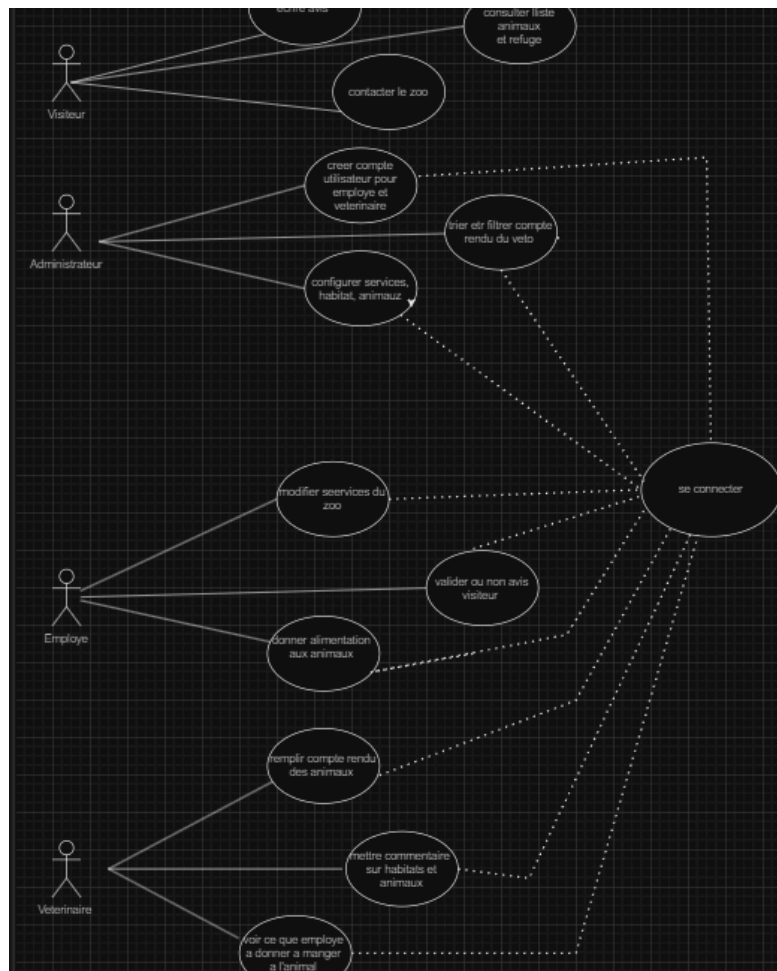 ecrire avis
consulter lliste
animaux
et refuge
contacter le zoo
Visiteur
creer compte
utilisateur pour
employe et
veterinaire
trier etr filtrer compte
rendu du veto
Administrateur
configurer services,
habitat, animauz
se connecter
modifier seervices du
zoo
valider ou non avis
visiteur
Employe
donner alimentation
aux animaux
remplir compte rendu
des animaux
mettre commentaire
sur habitats et
animaux
Veterinaire
voir ce que employe
a donner a manger
a l'animal